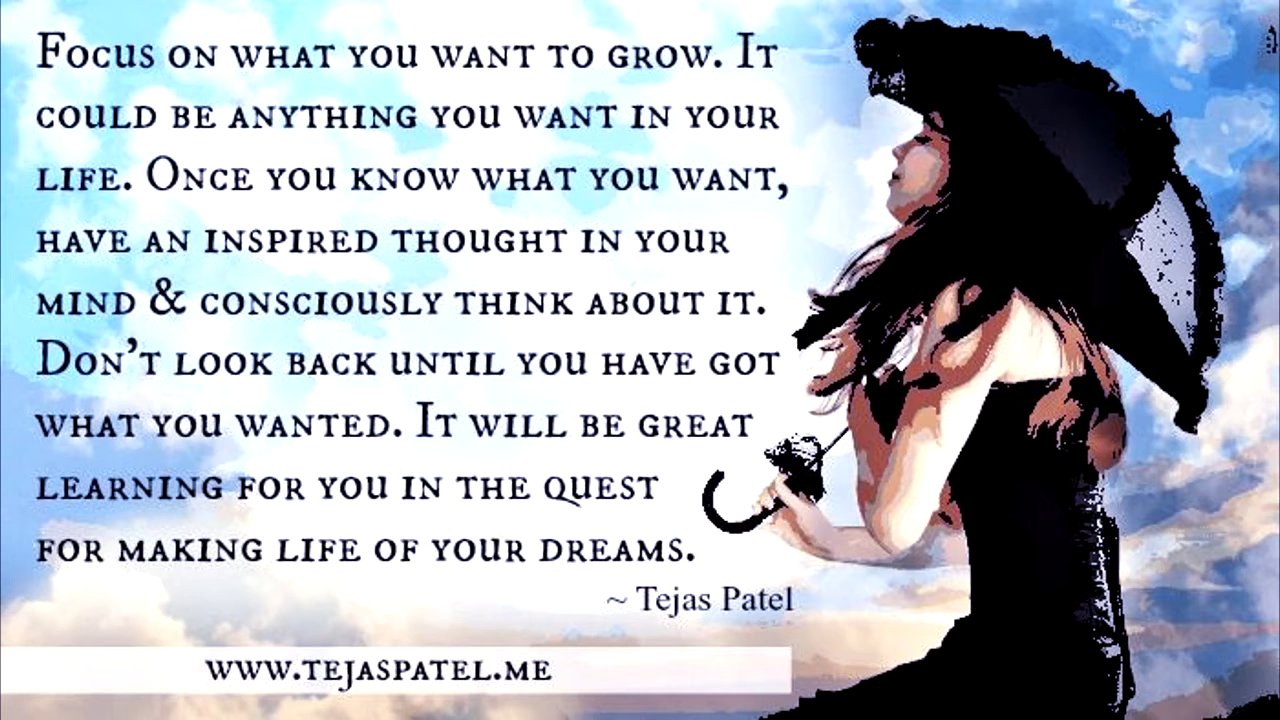 Focus on what you want to grow. It
could be anything you want in your
life. Once you know what you want,
have an inspired thought in your
mind & consciously think about it.
Don't look back until you have got
what you wanted. It will be great
learning for you in the quest
for making life of your dreams.
~ Tejas Patel
www.tejaspatel.me